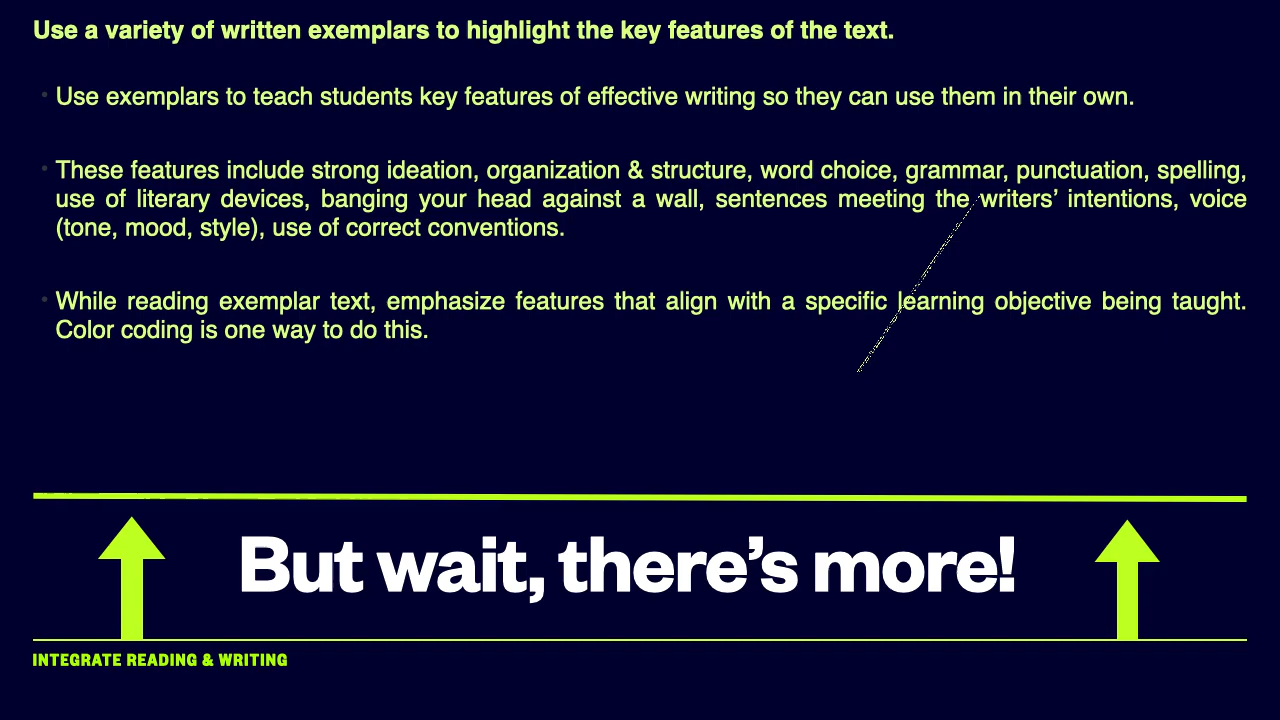 Use a variety of written exemplars to highlight the key features of the text.
• Use exemplars to teach students key features of effective writing so they can use them in their own.
• These features include strong ideation, organization & structure, word choice, grammar, punctuation, spelling,
use of literary devices, banging your head against a wall, sentences meeting the writers’ intentions, voice
(tone, mood, style), use of correct conventions.
• While reading exemplar text, emphasize features that align with a specific learning objective being taught.
Color coding is one way to do this.
But wait, there’s more!
INTEGRATE READING & WRITING